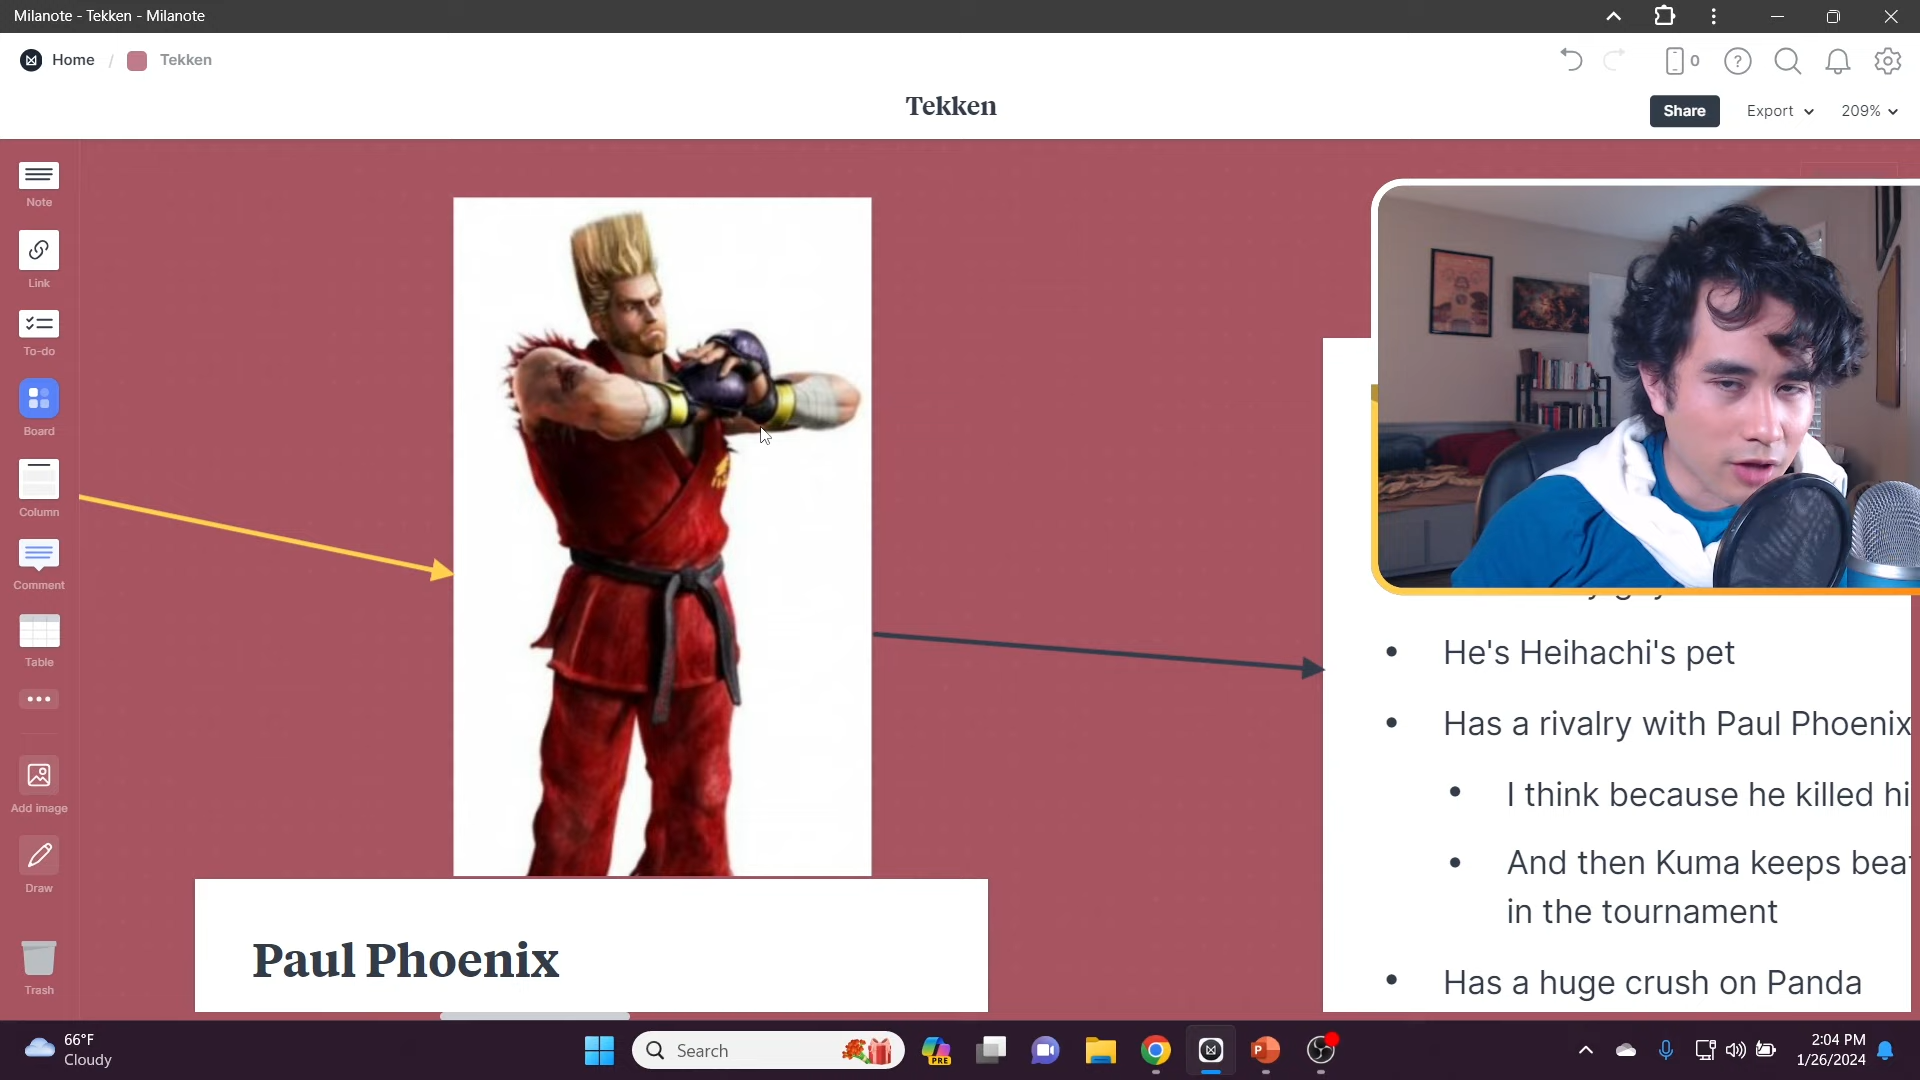 Milanote - Tekken - Milanote
Home / Tekken
0
?
Tekken
Share
Export
209%
Note
Link
To-do
Board
Column
Comment
Table
Add image
Draw
Trash
Paul Phoenix
• He's Heihachi's pet
• Has a rivalry with Paul Phoenix
• I think because he killed hi
• And then Kuma keeps bea
in the tournament
• Has a huge crush on Panda
66°F
Cloudy
Search
PRE
P
2:04 PM
1/26/2024